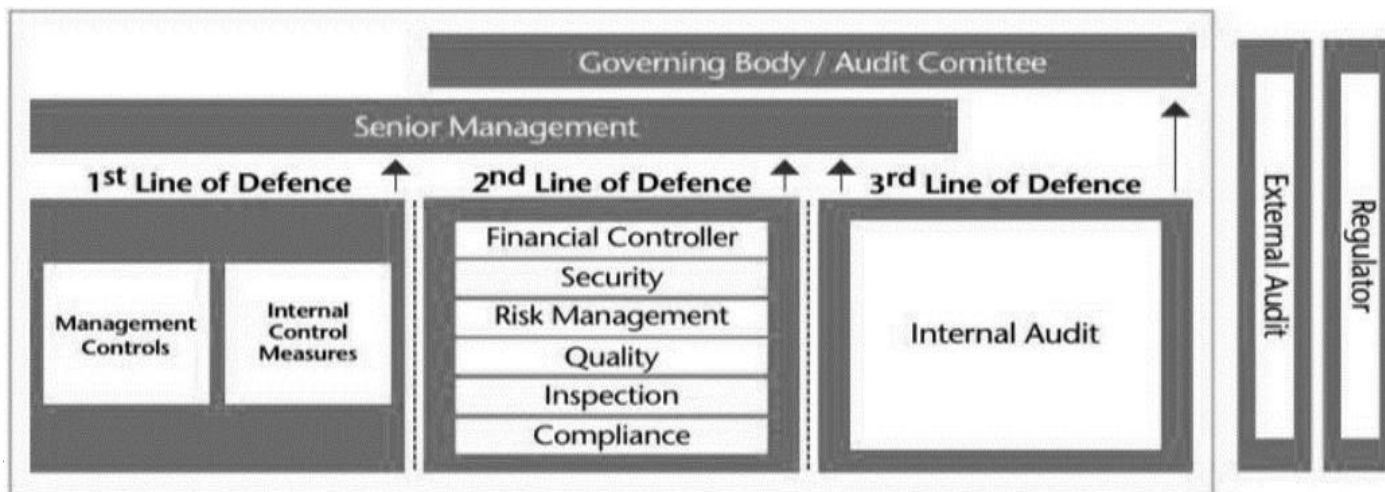 Governing Body / Audit Comittee
Senior Management
1st Line of Defence
2nd Line of Defence
3rd Line of Defence
Management
Controls
Internal
Control
Measures
Financial Controller
Security
Risk Management
Quality
Inspection
Compliance
Internal Audit
External Audit
Regulator